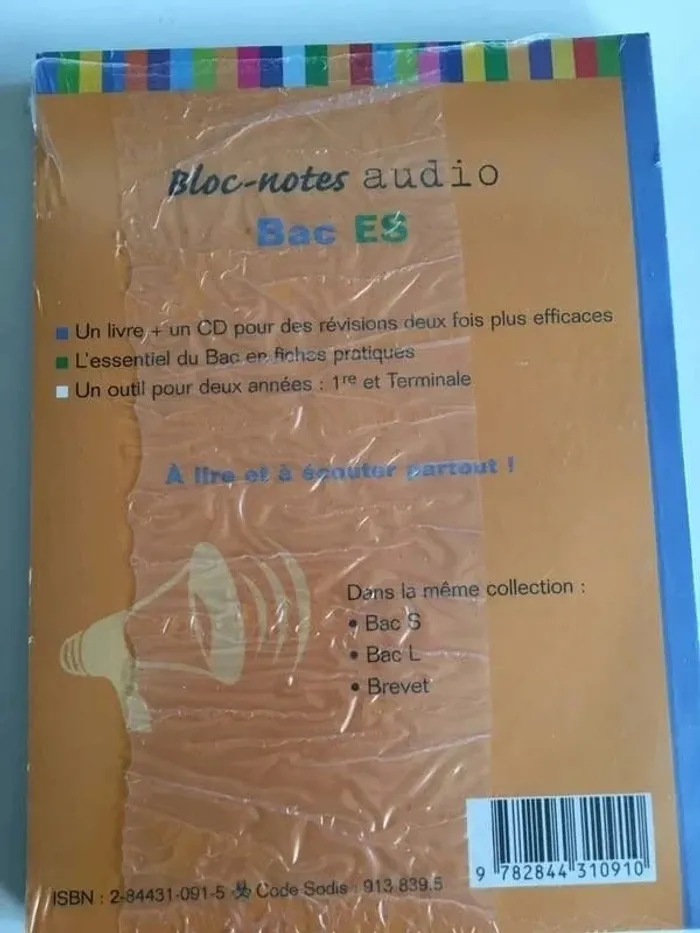 Bloc-notes audio
Bac ES
Un livre + un CD pour des révisions deux fois plus efficaces
L'essentiel du Bac en fiches pratiques
Un outil pour deux années : 1re et Terminale
À lire et à écouter partout !
Dans la même collection :
• Bac S
• Bac L
• Brevet
9 782844 310910
ISBN : 2-84431-091-5 Code Sodis : 913 839.5